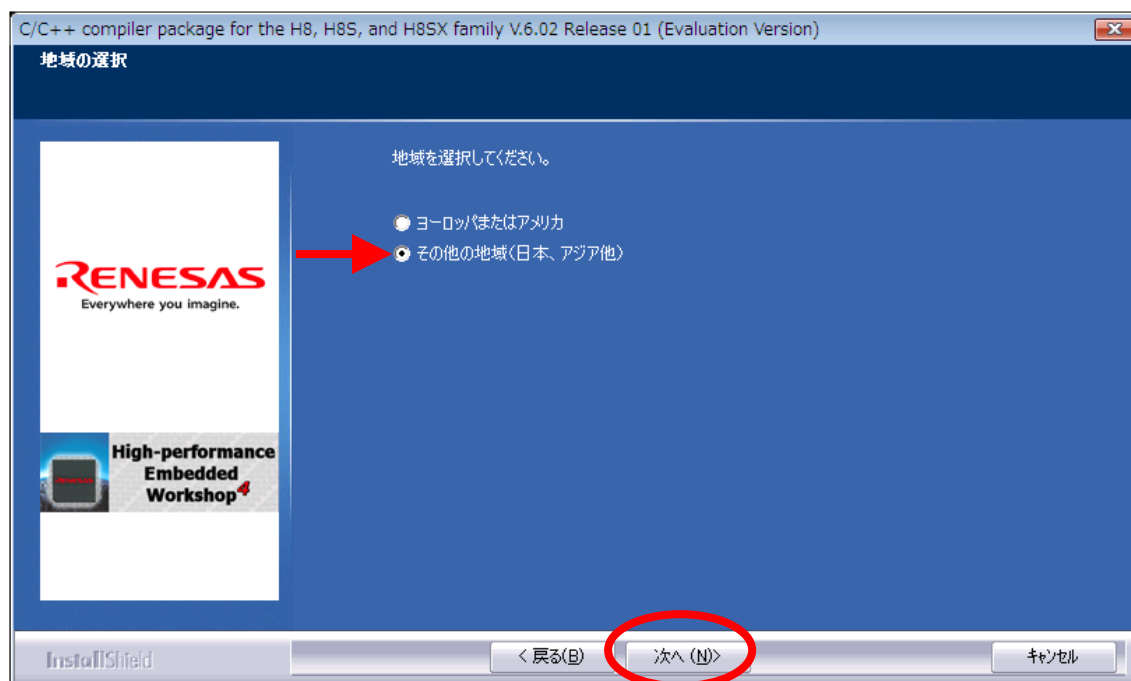 C/C++ compiler package for the H8, H8S, and H8SX family V.6.02 Release 01 (Evaluation Version)
地域の選択
地域を選択してください。
ヨーロッパまたはアメリカ
その他の地域(日本、アジア他)
RENESAS
Everywhere you imagine.
High-performance
Embedded
Workshop4
InstallShield
< 戻る(B)
次へ (N)>
キャンセル